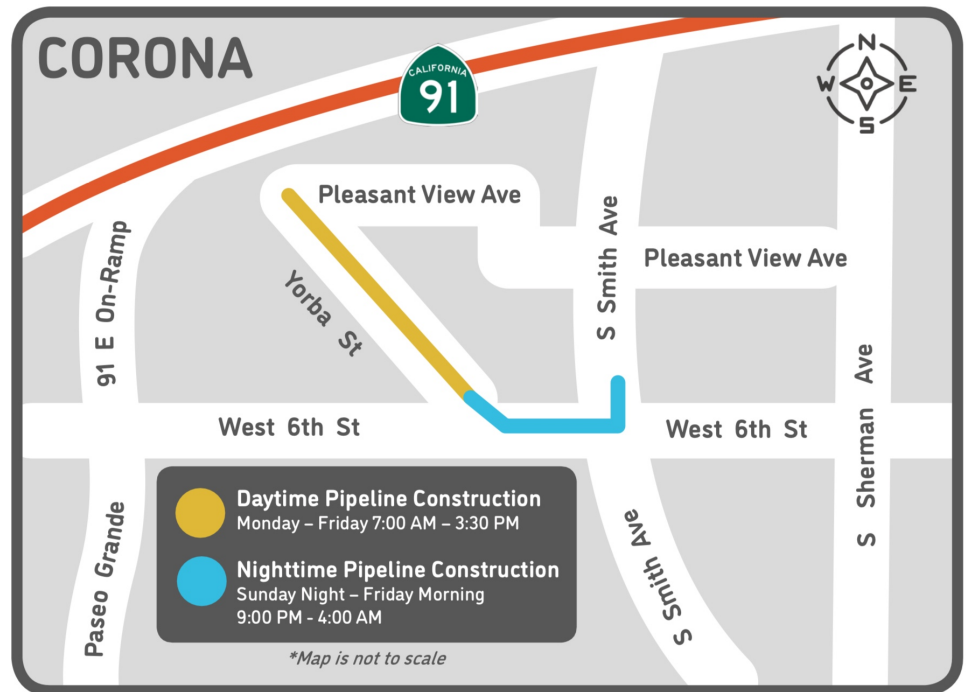 CORONA
CALIFORNIA
91
N
W
E
S
Pleasant View Ave
S Smith Ave
Pleasant View Ave
91 E On-Ramp
Yorba St
West 6th St
West 6th St
S Sherman Ave
Paseo Grande
S Smith Ave
Daytime Pipeline Construction
Monday – Friday 7:00 AM – 3:30 PM
Nighttime Pipeline Construction
Sunday Night – Friday Morning
9:00 PM - 4:00 AM
*Map is not to scale